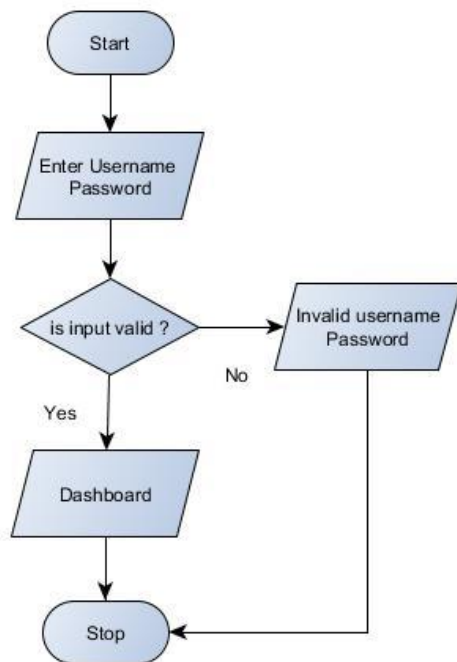 Start
Enter Username
Password
is input valid ?
Invalid username
Password
No
Yes
Dashboard
Stop